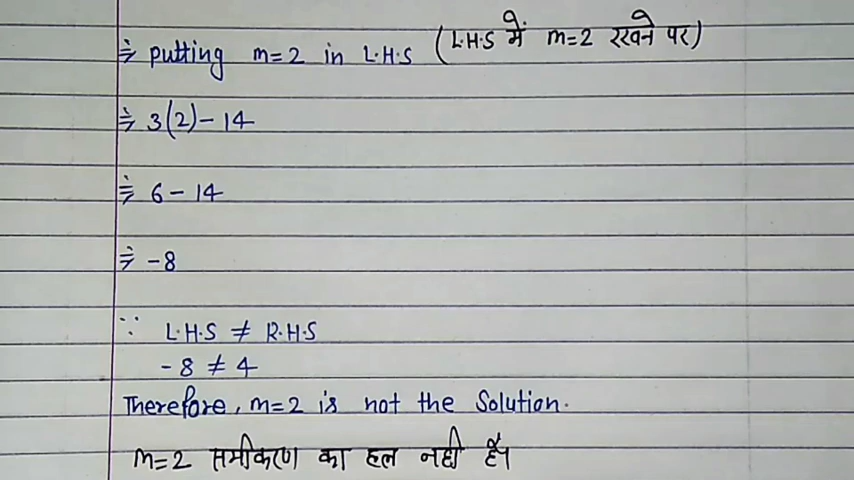 ⇒ putting m=2 in L.H.S (L.H.S में m=2 रखने पर)
⇒ 3(2)-14
⇒ 6-14
⇒ -8
∵ L.H.S ≠ R.H.S
-8 ≠ 4
Therefore, m=2 is not the Solution.
m=2 समीकरण का हल नही है।